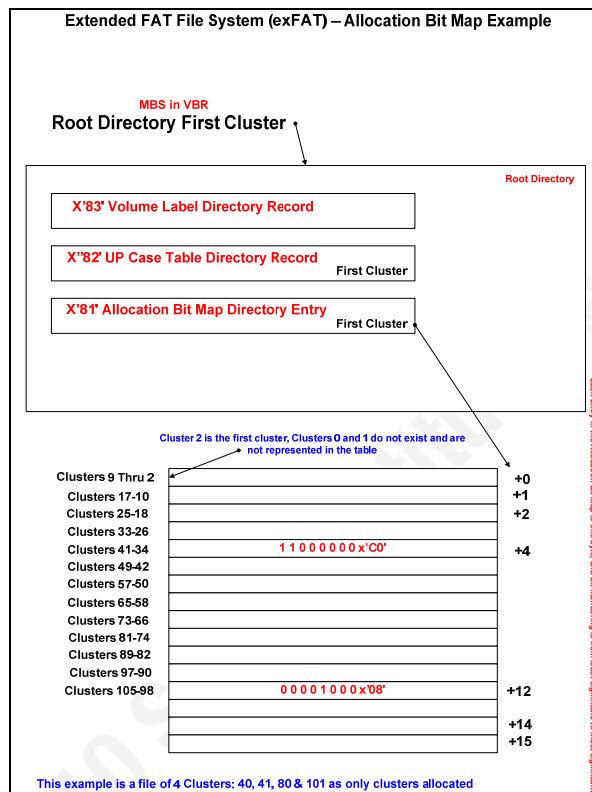 Extended FAT File System (exFAT) – Allocation Bit Map Example
MBS in VBR
Root Directory First Cluster
Root Directory
X'83' Volume Label Directory Record
X''82' UP Case Table Directory Record
First Cluster
X'81' Allocation Bit Map Directory Entry
First Cluster
Cluster 2 is the first cluster, Clusters 0 and 1 do not exist and are
not represented in the table
Clusters 9 Thru 2 +0
Clusters 17-10 +1
Clusters 25-18 +2
Clusters 33-26
Clusters 41-34 1 1 0 0 0 0 0 0 x'C0' +4
Clusters 49-42
Clusters 57-50
Clusters 65-58
Clusters 73-66
Clusters 81-74
Clusters 89-82
Clusters 97-90
Clusters 105-98 0 0 0 0 1 0 0 0 x'08' +12
+14
+15
This example is a file of 4 Clusters: 40, 41, 80 & 101 as only clusters allocated